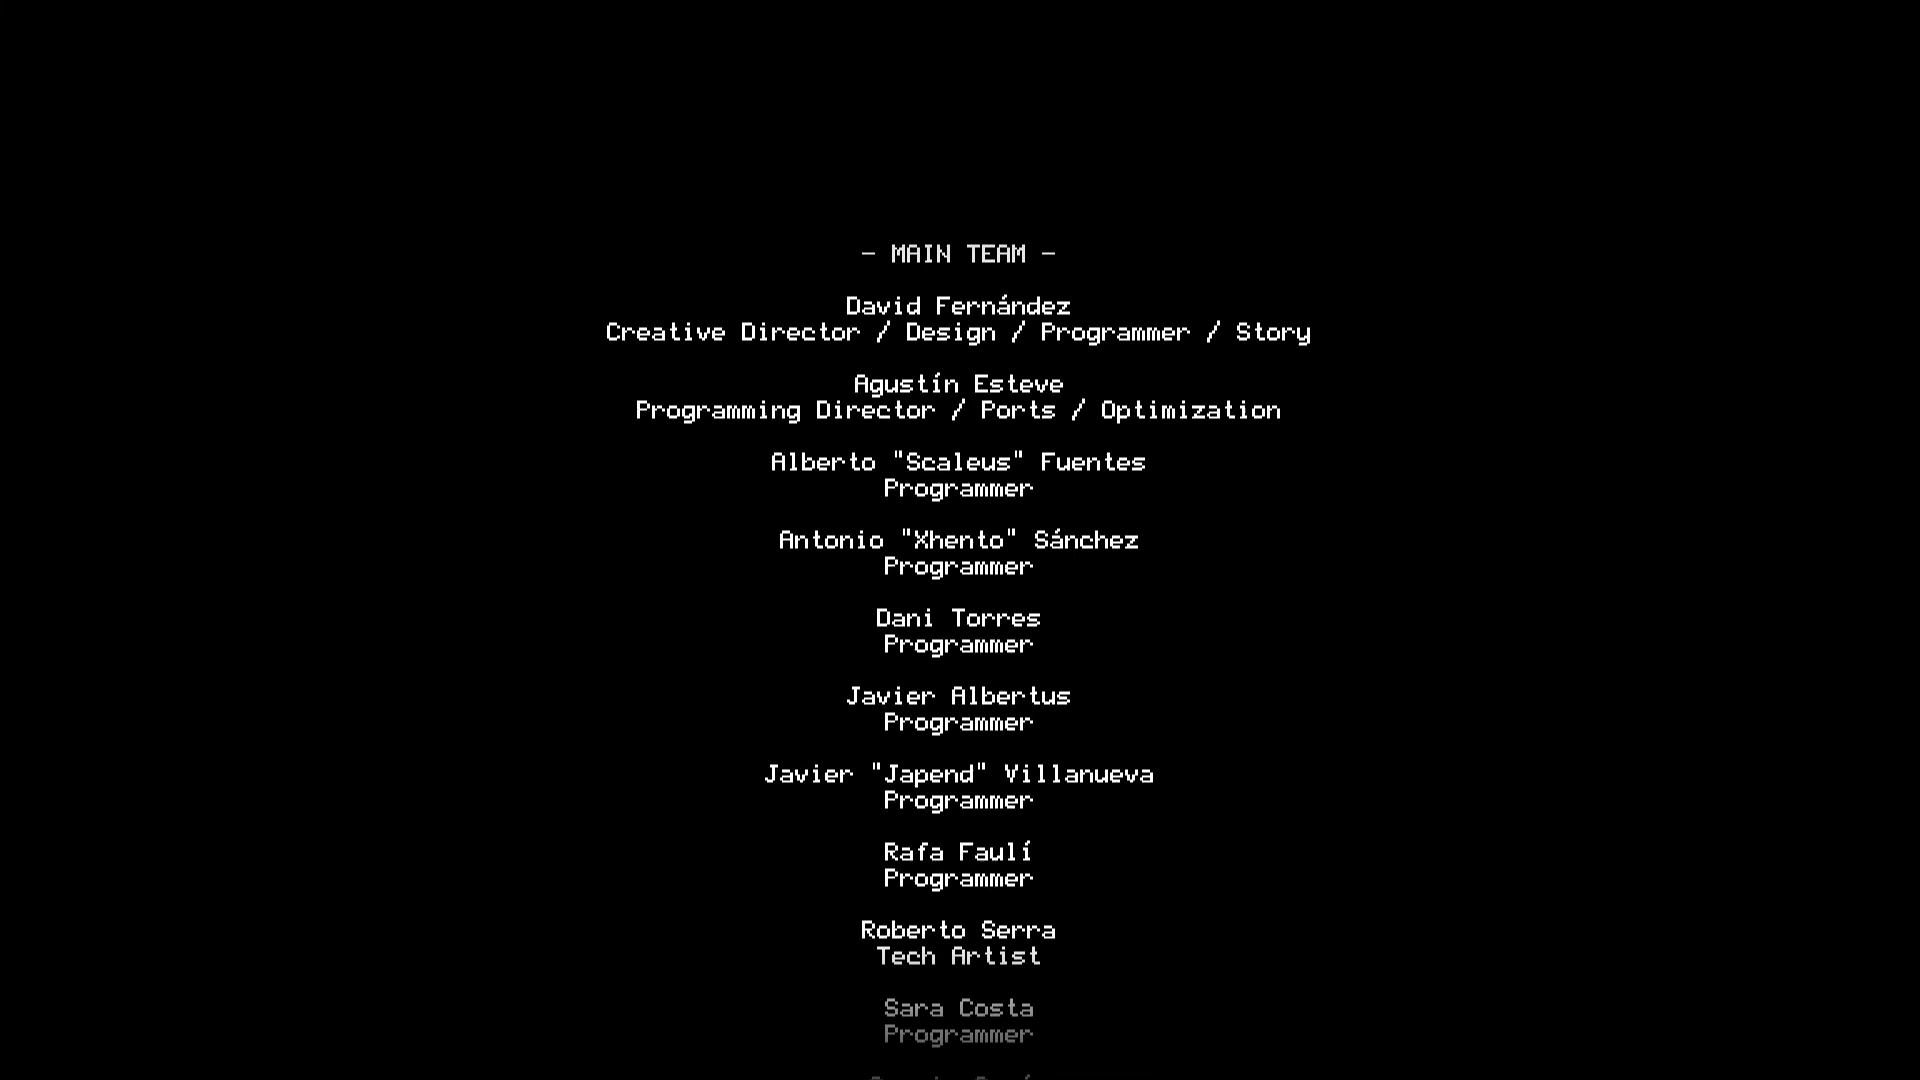 - MAIN TEAM -
David Fernández
Creative Director / Design / Programmer / Story
Agustín Esteve
Programming Director / Ports / Optimization
Alberto "Scaleus" Fuentes
Programmer
Antonio "Xhento" Sánchez
Programmer
Dani Torres
Programmer
Javier Albertus
Programmer
Javier "Japend" Villanueva
Programmer
Rafa Faulí
Programmer
Roberto Serra
Tech Artist
Sara Costa
Programmer